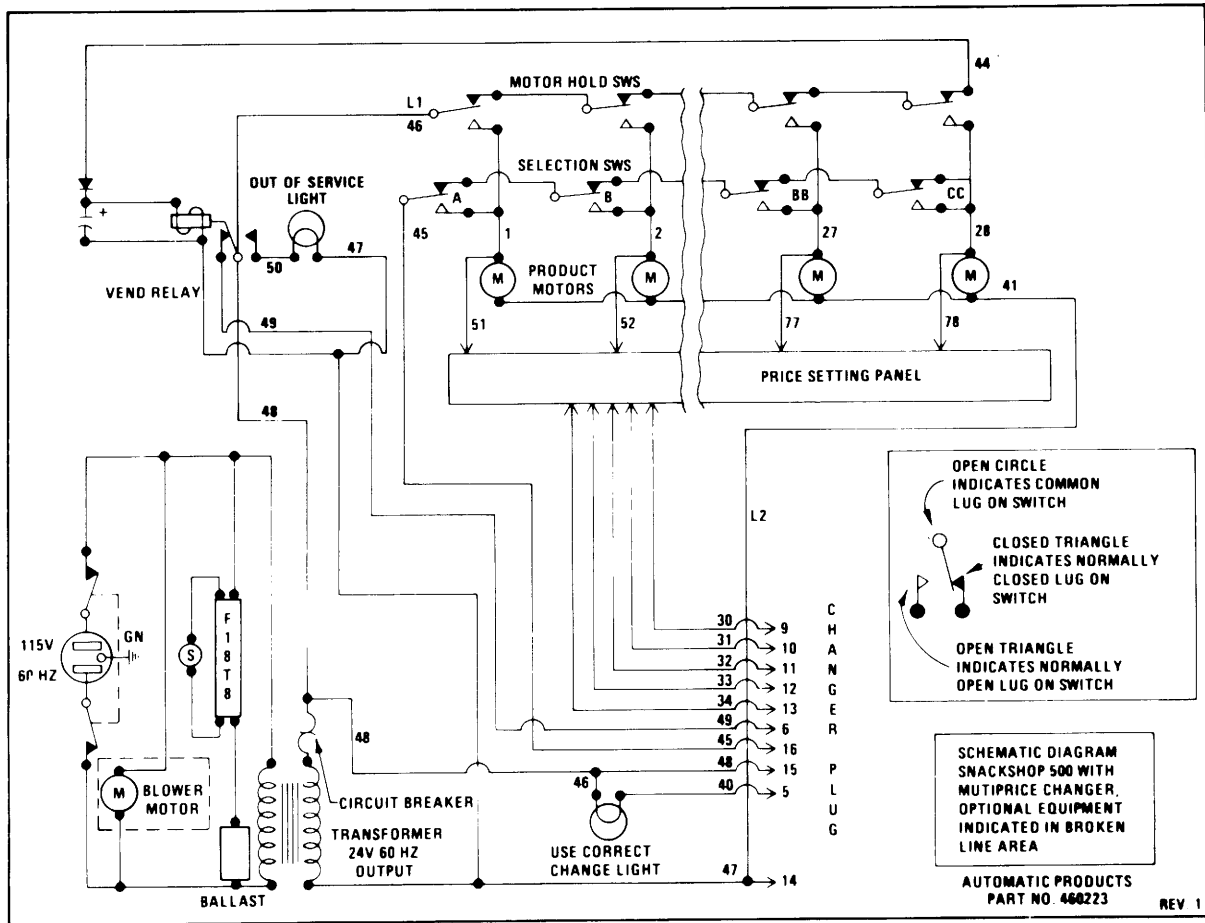 44
MOTOR HOLD SWS
L1
46
SELECTION SWS
OUT OF SERVICE
LIGHT
A
B
BB
CC
+
45
1
2
27
28
50
47
VEND RELAY
M
PRODUCT
MOTORS
M
M
M
41
49
51
52
77
78
PRICE SETTING PANEL
48
L2
OPEN CIRCLE
INDICATES COMMON
LUG ON SWITCH
CLOSED TRIANGLE
INDICATES NORMALLY
CLOSED LUG ON
SWITCH
OPEN TRIANGLE
INDICATES NORMALLY
OPEN LUG ON SWITCH
115V
60 HZ
GN
S
F18T8
30 9
31 10
32 11
33 12
34 13
49 6
45 16
48 15
40 5
47 14
CHANGER PLUG
48
46
M
BLOWER
MOTOR
CIRCUIT BREAKER
TRANSFORMER
24V 60 HZ
OUTPUT
USE CORRECT
CHANGE LIGHT
BALLAST
SCHEMATIC DIAGRAM
SNACKSHOP 500 WITH
MUTIPRICE CHANGER,
OPTIONAL EQUIPMENT
INDICATED IN BROKEN
LINE AREA
AUTOMATIC PRODUCTS
PART NO. 460223
REV 1